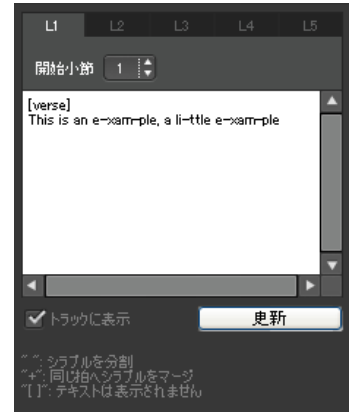 L1 L2 L3 L4 L5
開始小節 1
[verse]
This is an e-xam-ple, a li-ttle e-xam-ple
トラックに表示
更新
" ": シラブルを分割
"+": 同じ拍へシラブルをマージ
"[ ]": テキストは表示されません